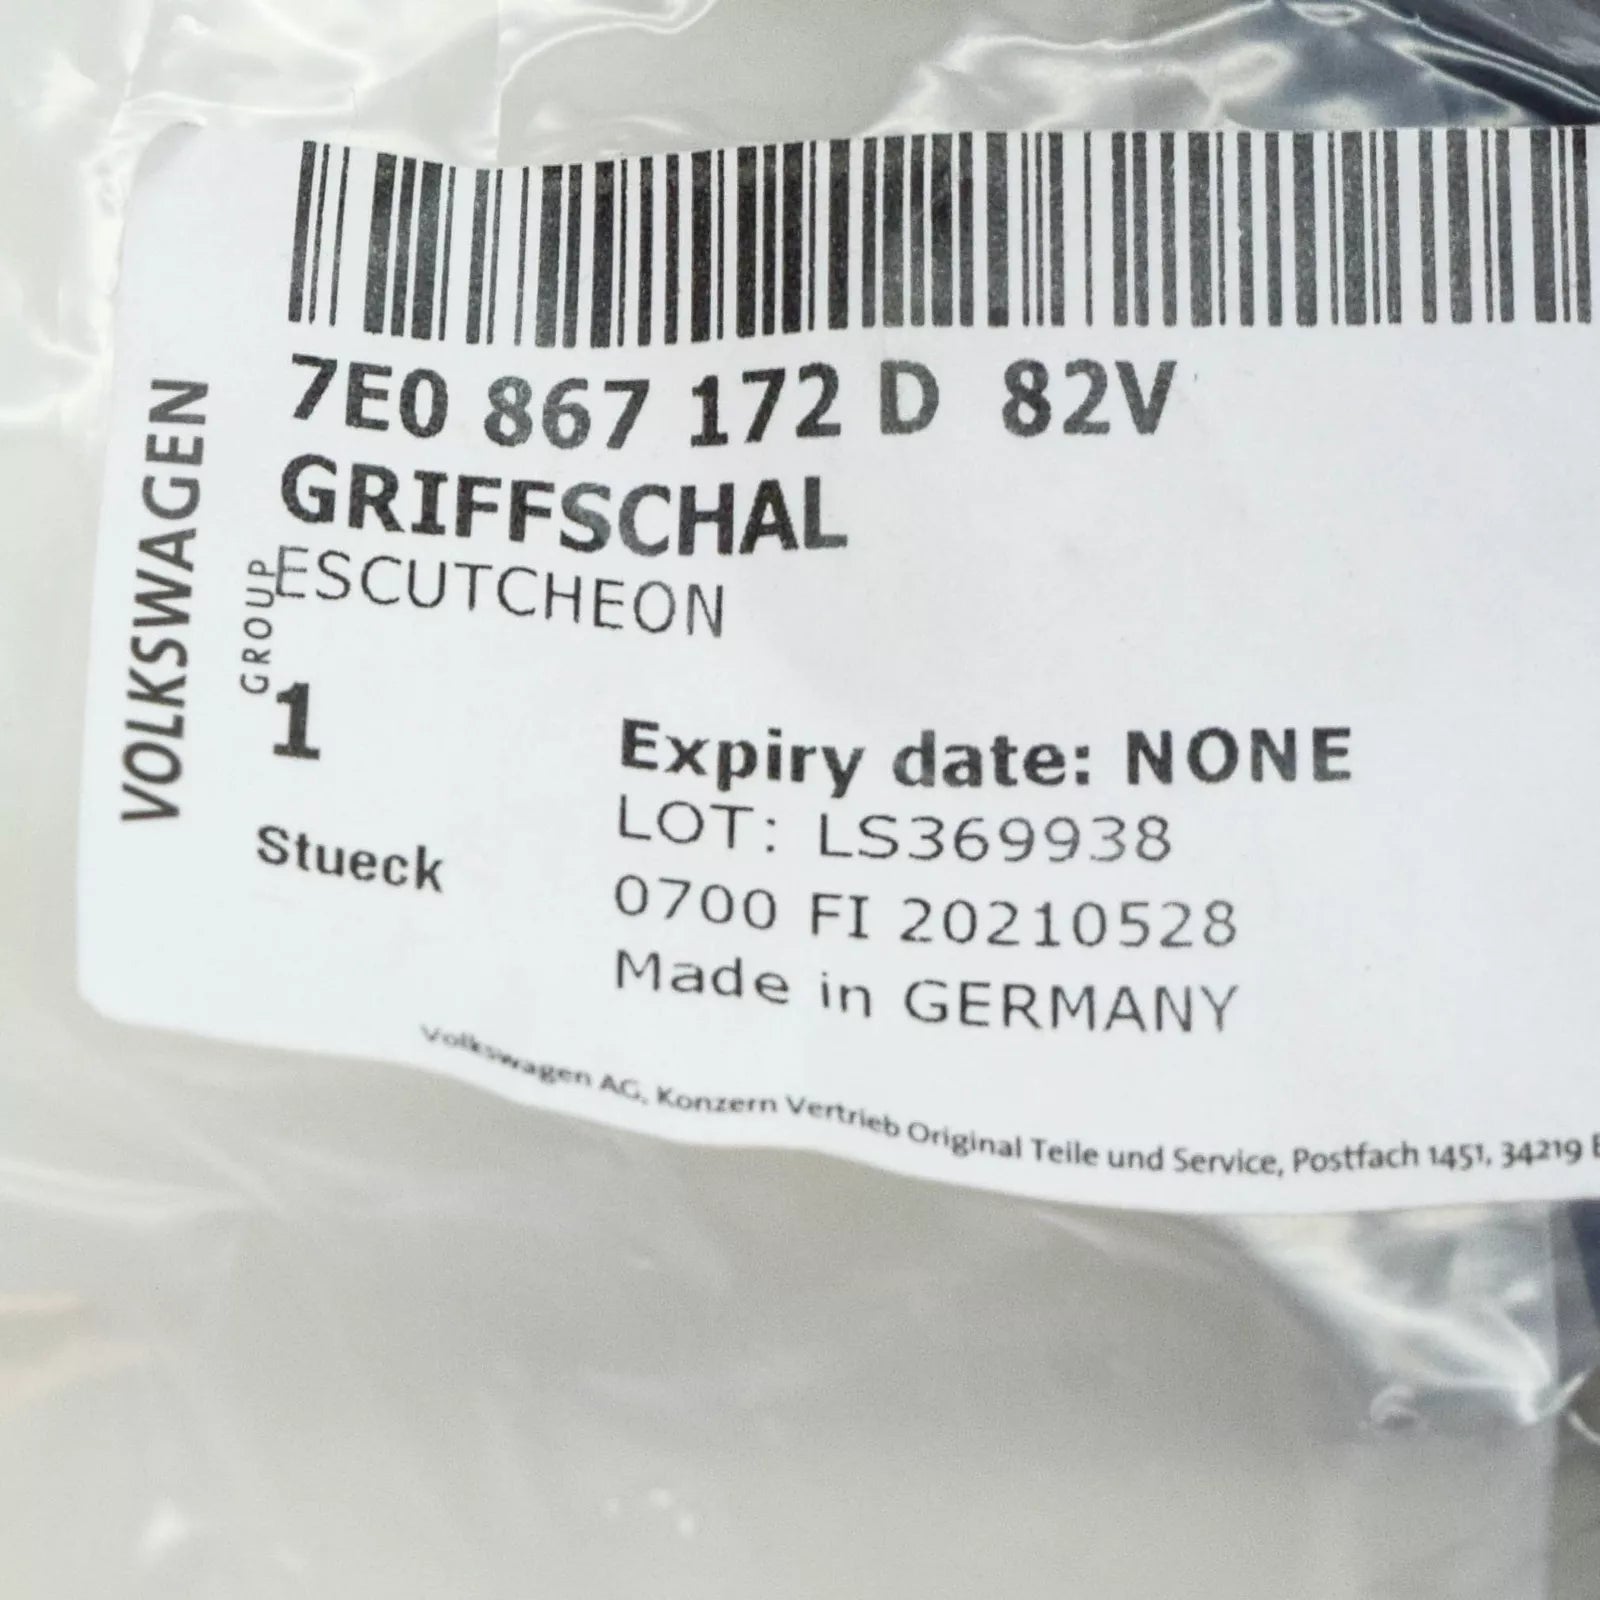 7E0 867 172 D 82V
GRIFFSCHAL
ESCUTCHEON
VOLKSWAGEN
GROUP
1
Stueck
Expiry date: NONE
LOT: LS369938
0700 FI 20210528
Made in GERMANY
Volkswagen AG, Konzern Vertrieb Original Teile und Service, Postfach 1451, 34219